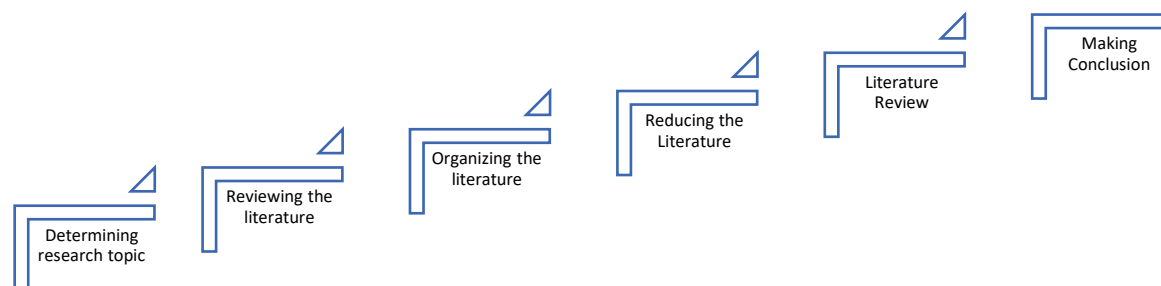 Determining
research topic
Reviewing the
literature
Organizing the
literature
Reducing the
Literature
Literature
Review
Making
Conclusion